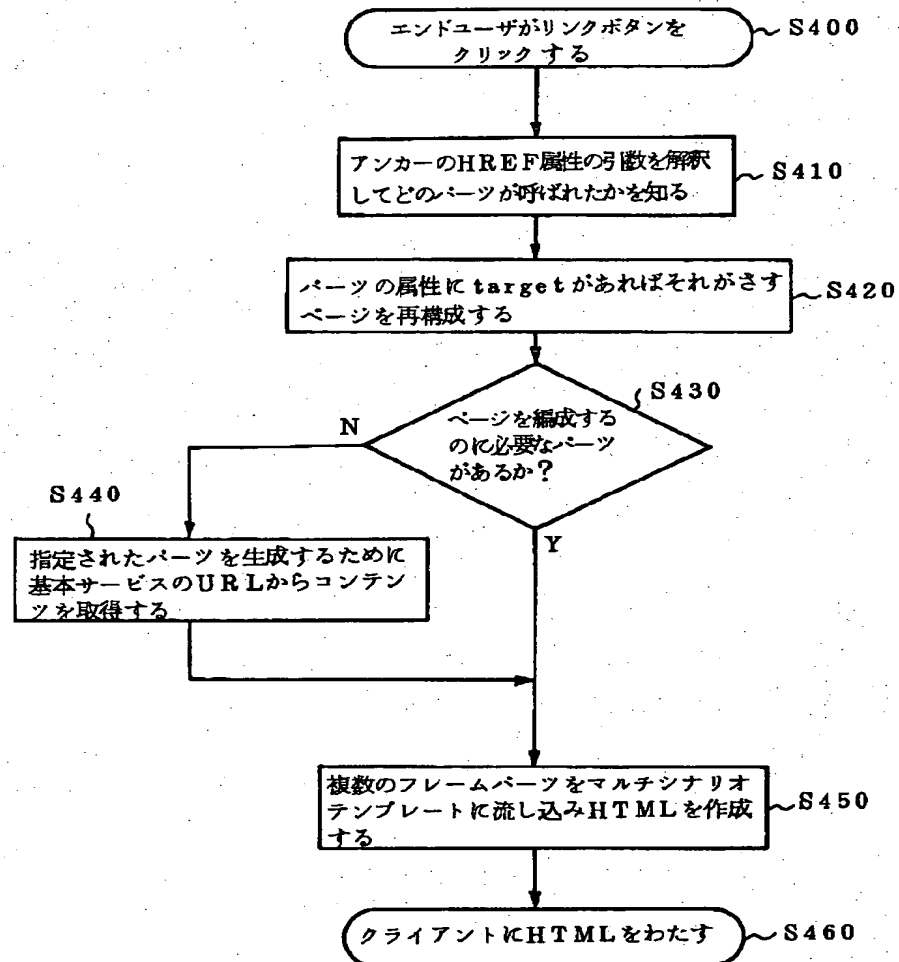 エンドユーザがリンクボタンを
クリックする
S400
アンカーのHREF属性の引数を解釈
してどのパーツが呼ばれたかを知る
S410
パーツの属性にtargetがあればそれがさす
ページを再構成する
S420
S430
ページを編成する
のに必要なパーツ
があるか?
N
Y
S440
指定されたパーツを生成するために
基本サービスのURLからコンテン
ツを取得する
複数のフレームパーツをマルチシナリオ
テンプレートに流し込みHTMLを作成
する
S450
クライアントにHTMLをわたす
S460